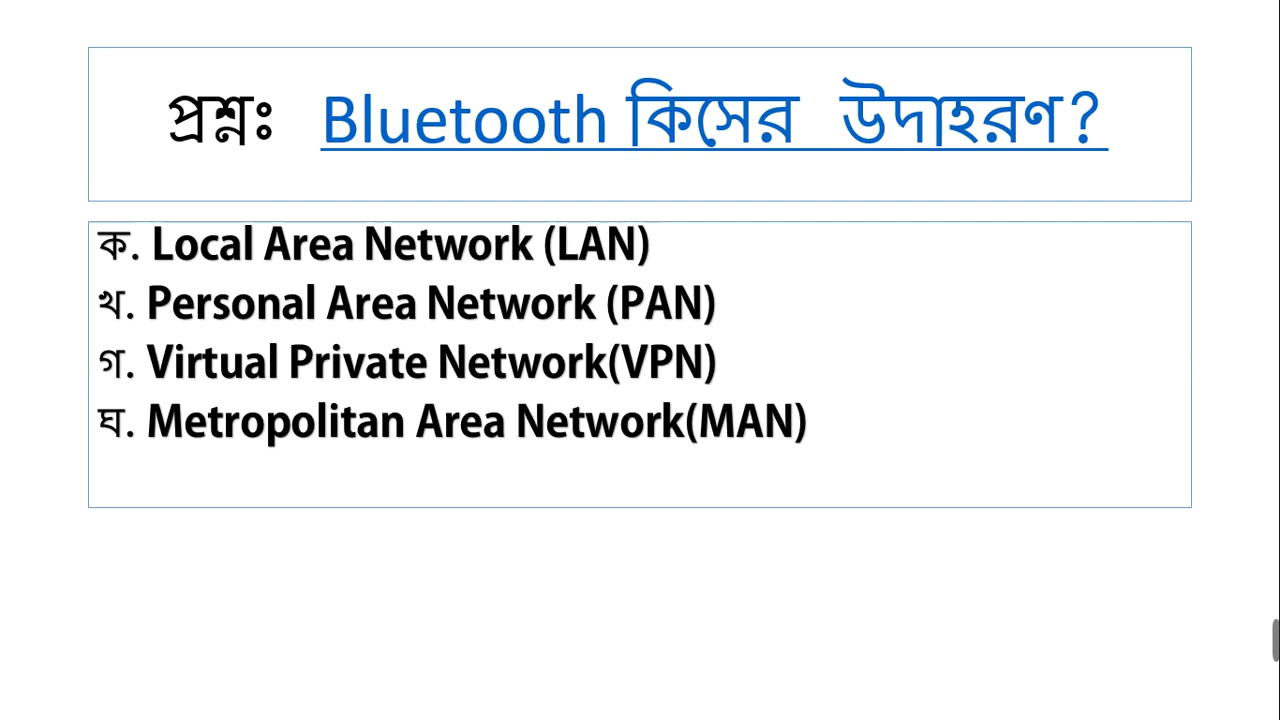 প্রশ্নঃ Bluetooth কিসের উদাহরণ?
ক. Local Area Network (LAN)
খ. Personal Area Network (PAN)
গ. Virtual Private Network(VPN)
ঘ. Metropolitan Area Network(MAN)